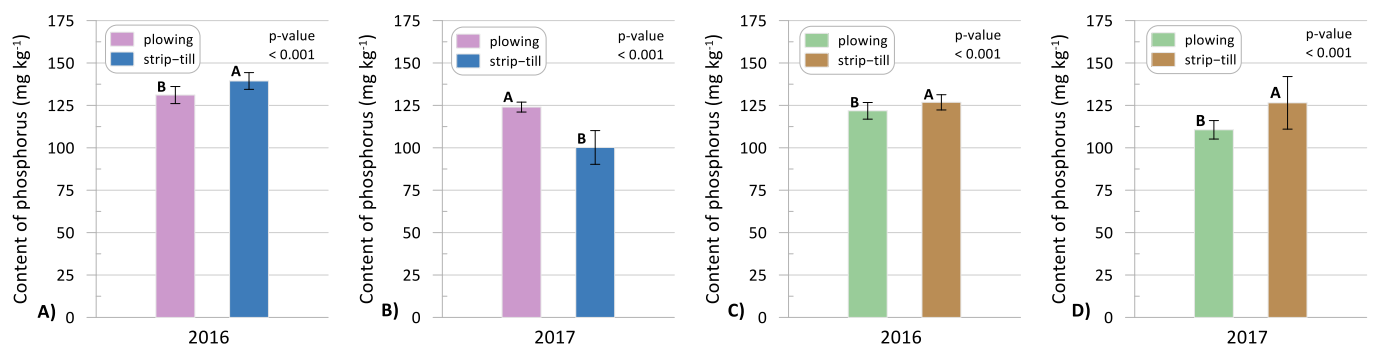 Content of phosphorus (mg kg⁻¹)
175
150
125
100
75
50
25
0
plowing
strip−till
p-value
< 0.001
B
A
A)
2016
Content of phosphorus (mg kg⁻¹)
175
150
125
100
75
50
25
0
plowing
strip−till
p-value
< 0.001
A
B
B)
2017
Content of phosphorus (mg kg⁻¹)
175
150
125
100
75
50
25
0
plowing
strip−till
p-value
< 0.001
B
A
C)
2016
Content of phosphorus (mg kg⁻¹)
175
150
125
100
75
50
25
0
plowing
strip−till
p-value
< 0.001
B
A
D)
2017